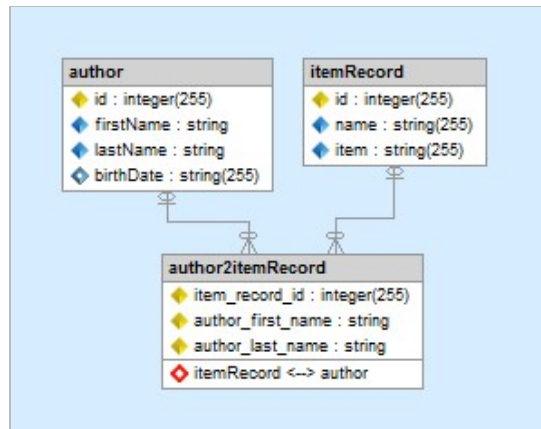 author
id : integer(255)
firstName : string
lastName : string
birthDate : string(255)
itemRecord
id : integer(255)
name : string(255)
item : string(255)
author2itemRecord
item_record_id : integer(255)
author_first_name : string
author_last_name : string
itemRecord <--> author